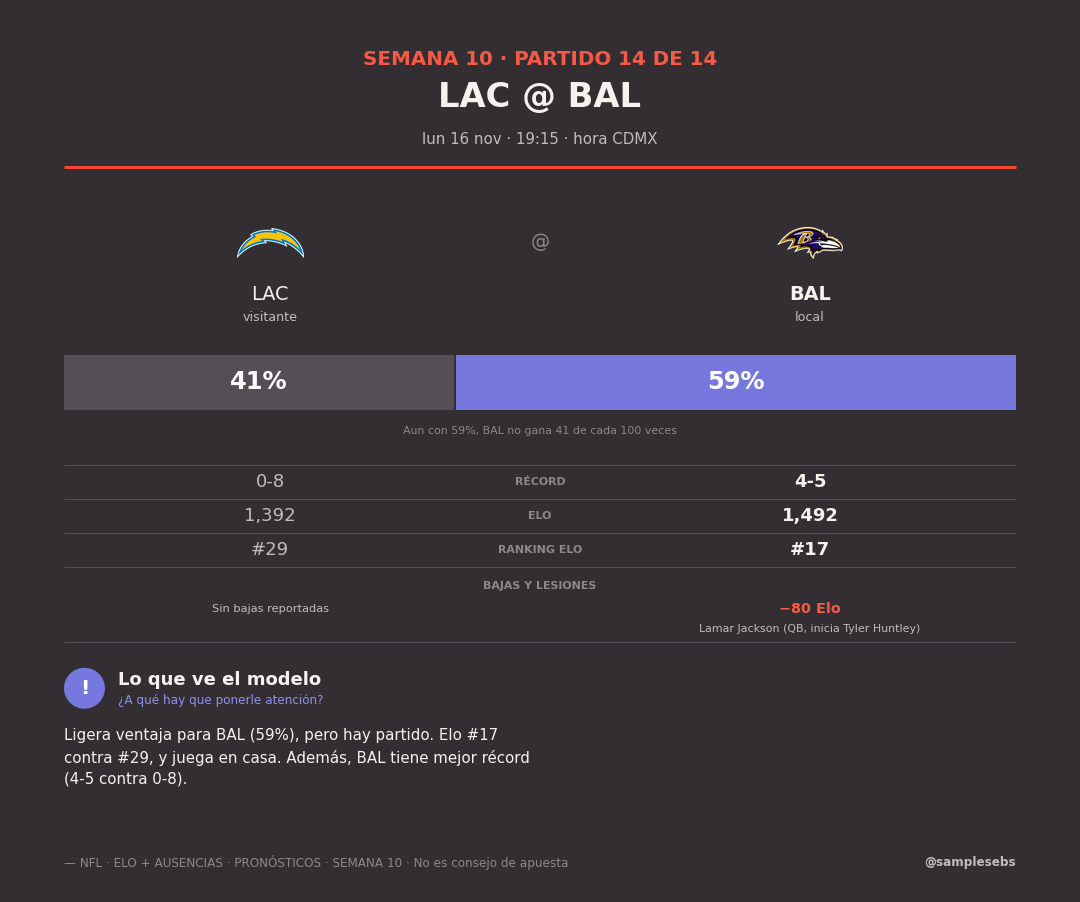 SEMANA 10 · PARTIDO 14 DE 14
LAC @ BAL
lun 16 nov · 19:15 · hora CDMX
@
LAC
BAL
visitante
local
41%
59%
Aun con 59%, BAL no gana 41 de cada 100 veces
0-8
RÉCORD
4-5
1,392
ELO
1,492
#29
RANKING ELO
#17
BAJAS Y LESIONES
Sin bajas reportadas
−80 Elo
Lamar Jackson (QB, inicia Tyler Huntley)
!
Lo que ve el modelo
¿A qué hay que ponerle atención?
Ligera ventaja para BAL (59%), pero hay partido. Elo #17
contra #29, y juega en casa. Además, BAL tiene mejor récord
(4-5 contra 0-8).
— NFL · ELO + AUSENCIAS · PRONÓSTICOS · SEMANA 10 · No es consejo de apuesta
@samplesebs